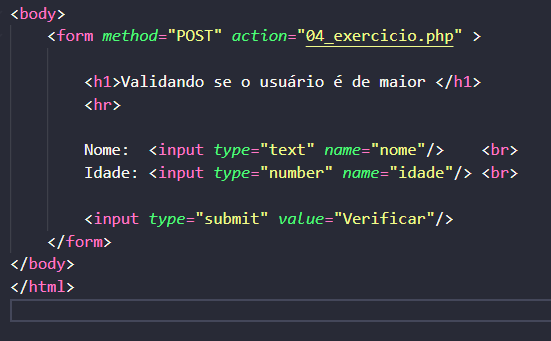 <body>
<form method="POST" action="04_exercicio.php" >
<h1>Validando se o usuário é de maior </h1>
<hr>
Nome:  <input type="text" name="nome"/>    <br>
Idade: <input type="number" name="idade"/> <br>
<input type="submit" value="Verificar"/>
</form>
</body>
</html>